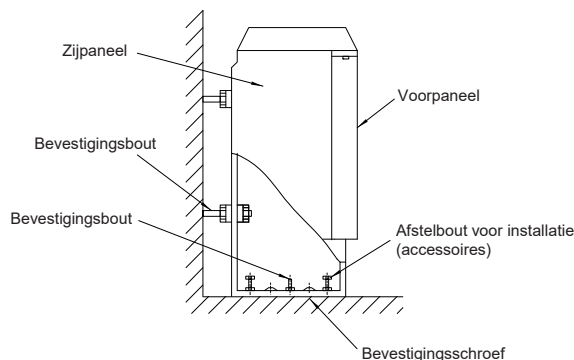 Zijpaneel
Voorpaneel
Bevestigingsbout
Bevestigingsbout
Afstelbout voor installatie
(accessoires)
Bevestigingsschroef